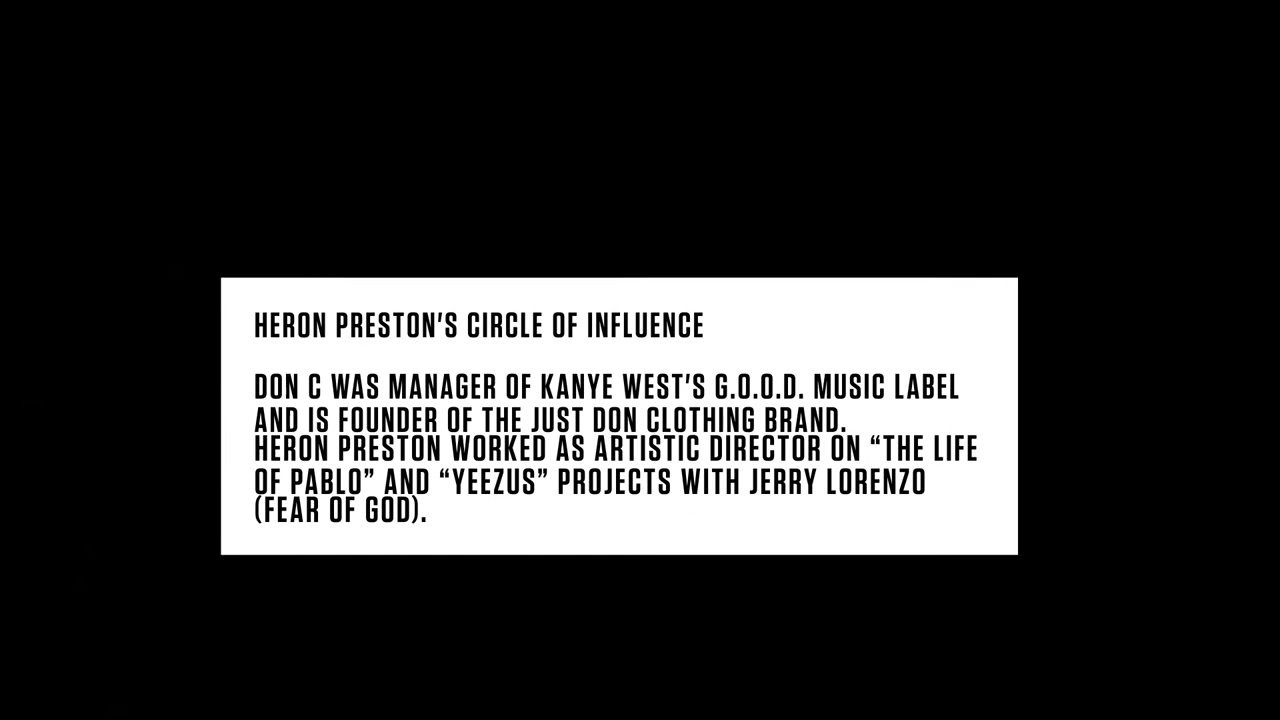 HERON PRESTON'S CIRCLE OF INFLUENCE
DON C WAS MANAGER OF KANYE WEST'S G.O.O.D. MUSIC LABEL
AND IS FOUNDER OF THE JUST DON CLOTHING BRAND.
HERON PRESTON WORKED AS ARTISTIC DIRECTOR ON “THE LIFE
OF PABLO” AND “YEEZUS” PROJECTS WITH JERRY LORENZO
(FEAR OF GOD).